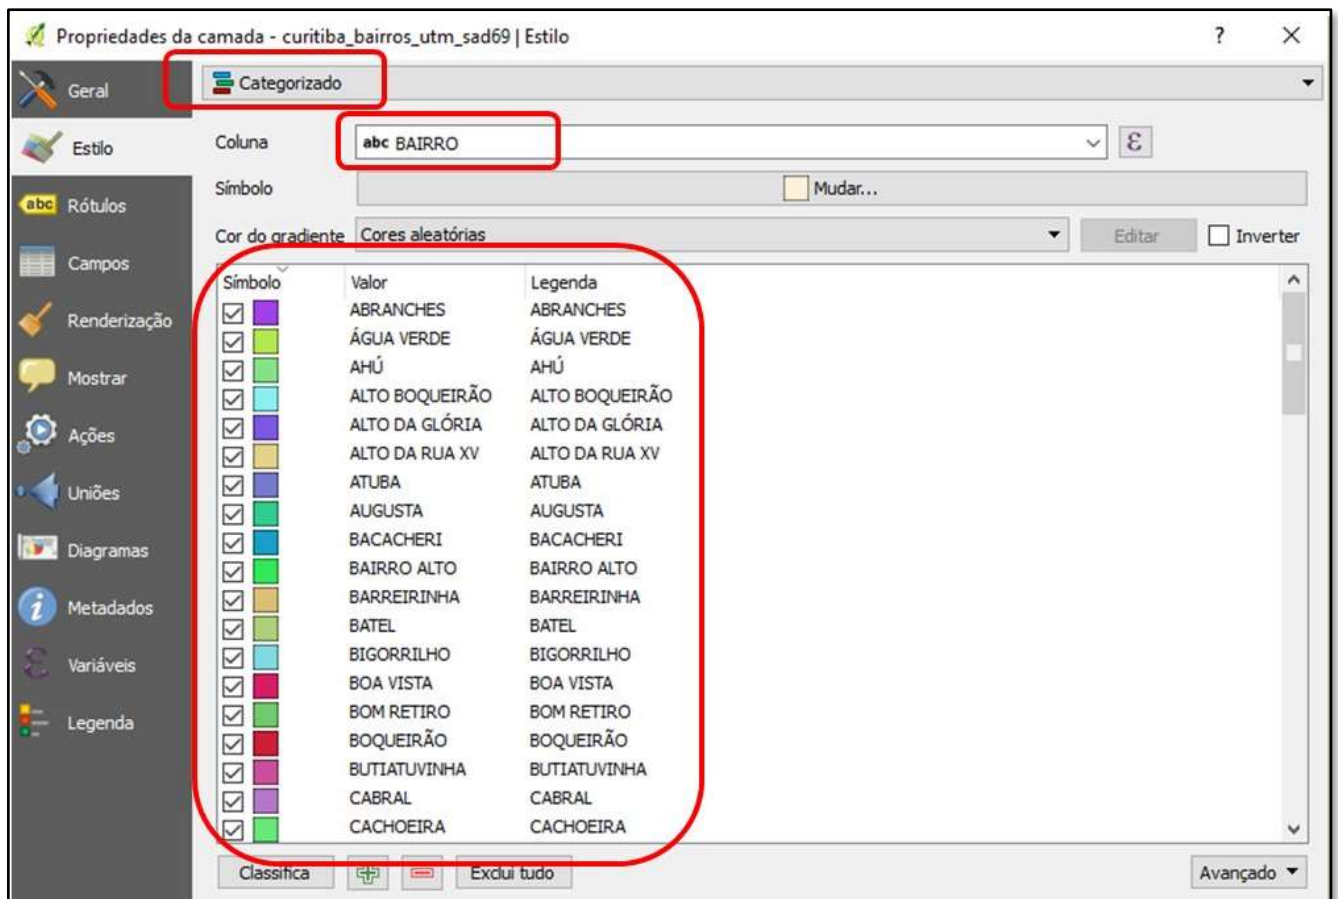 Propriedades da camada - curitiba_bairros_utm_sad69 | Estilo ? X
Geral
Estilo
Rótulos
Campos
Renderização
Mostrar
Ações
Uniões
Diagramas
Metadados
Variáveis
Legenda
Categorizado
Coluna abc BAIRRO ε
Símbolo Mudar...
Cor do gradiente Cores aleatórias Editar Inverter
Símbolo Valor Legenda
ABRANCHES ABRANCHES
ÁGUA VERDE ÁGUA VERDE
AHÚ AHÚ
ALTO BOQUEIRÃO ALTO BOQUEIRÃO
ALTO DA GLÓRIA ALTO DA GLÓRIA
ALTO DA RUA XV ALTO DA RUA XV
ATUBA ATUBA
AUGUSTA AUGUSTA
BACACHERI BACACHERI
BAIRRO ALTO BAIRRO ALTO
BARREIRINHA BARREIRINHA
BATEL BATEL
BIGORRILHO BIGORRILHO
BOA VISTA BOA VISTA
BOM RETIRO BOM RETIRO
BOQUEIRÃO BOQUEIRÃO
BUTIATUVINHA BUTIATUVINHA
CABRAL CABRAL
CACHOEIRA CACHOEIRA
Classifica Exclui tudo Avançado